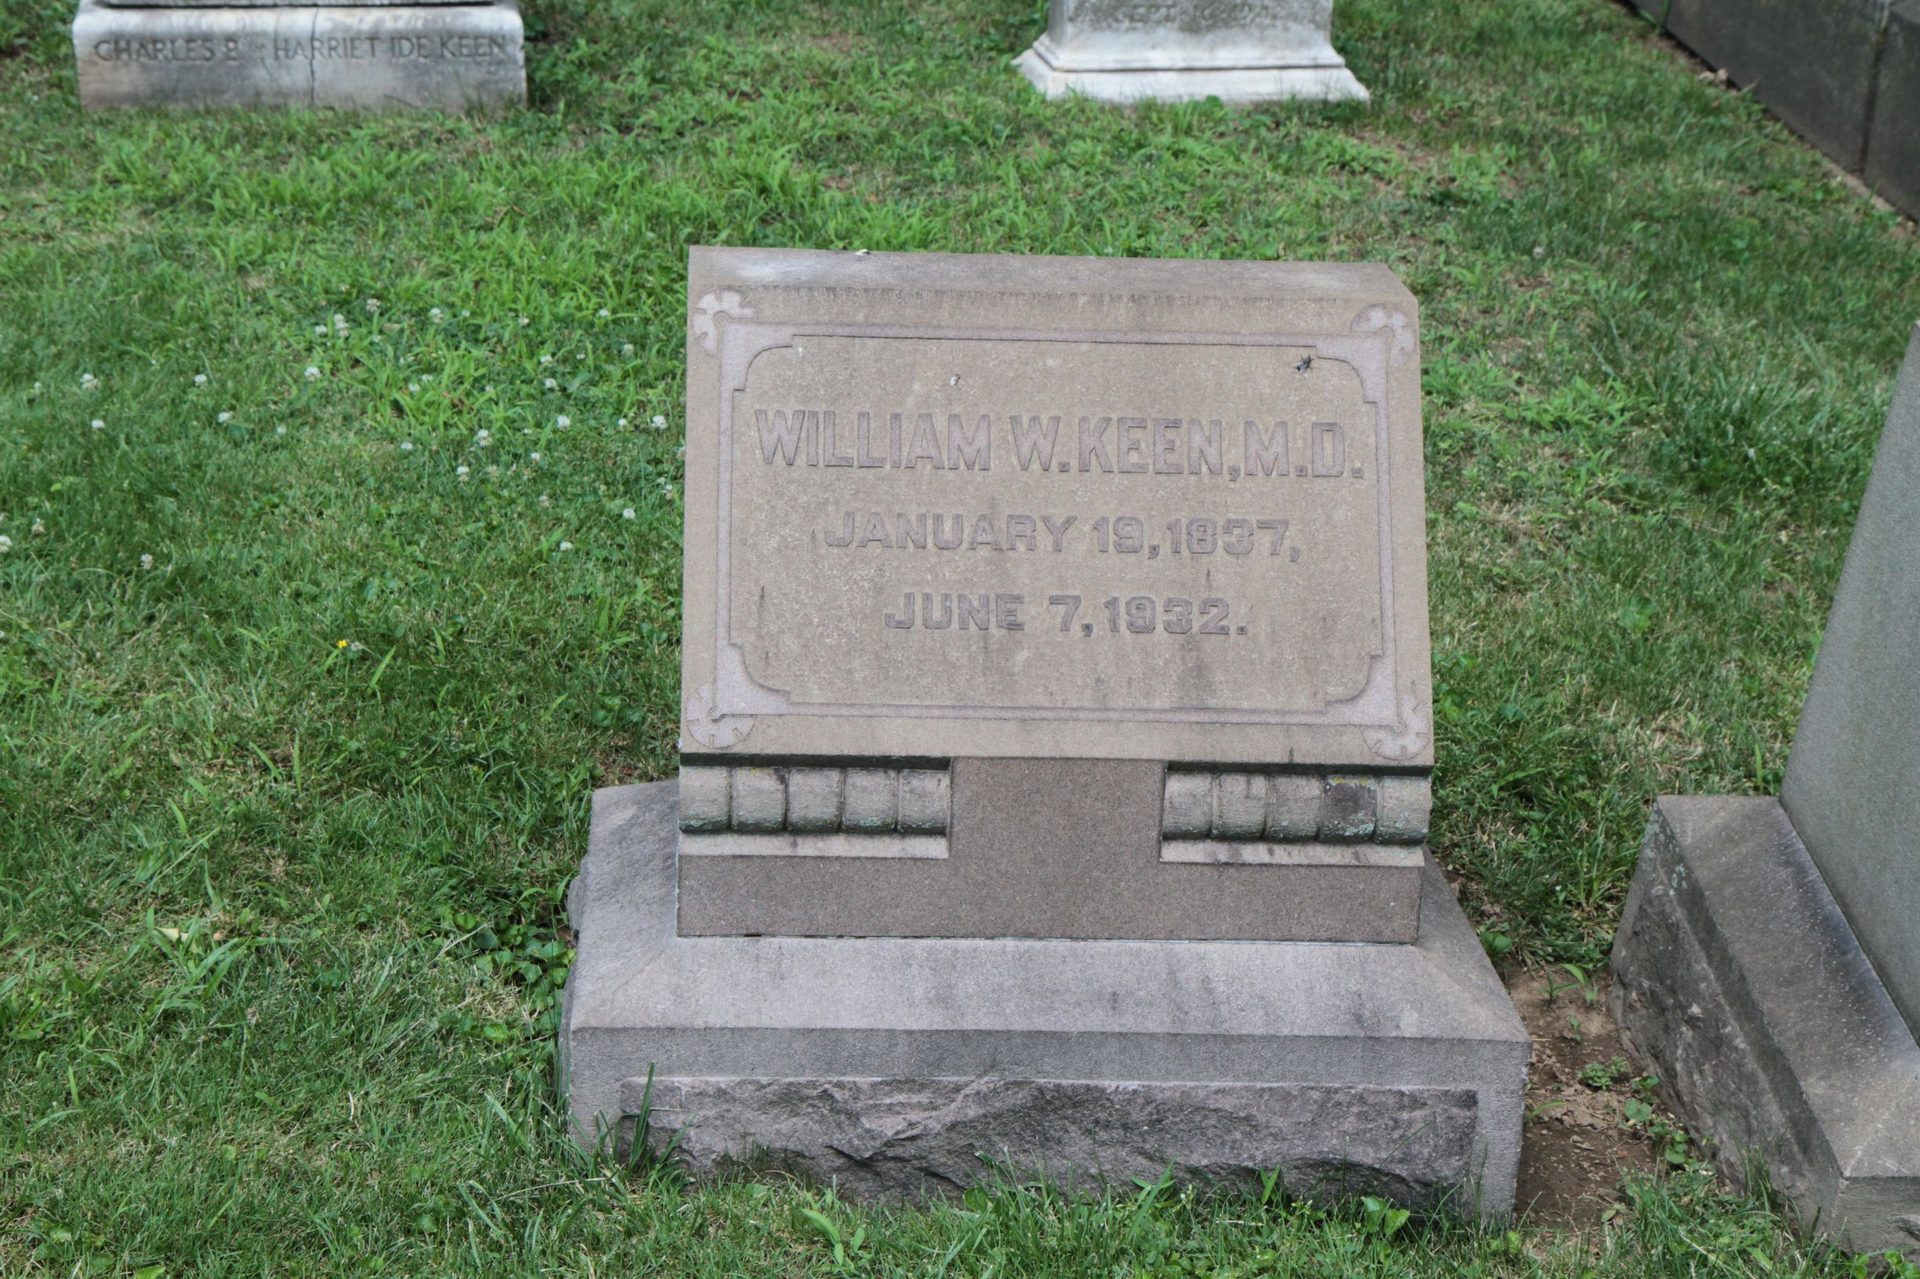 CHARLES B HARRIET IDE KEEN
WILLIAM W. KEEN, M.D.
JANUARY 19, 1837,
JUNE 7, 1932.